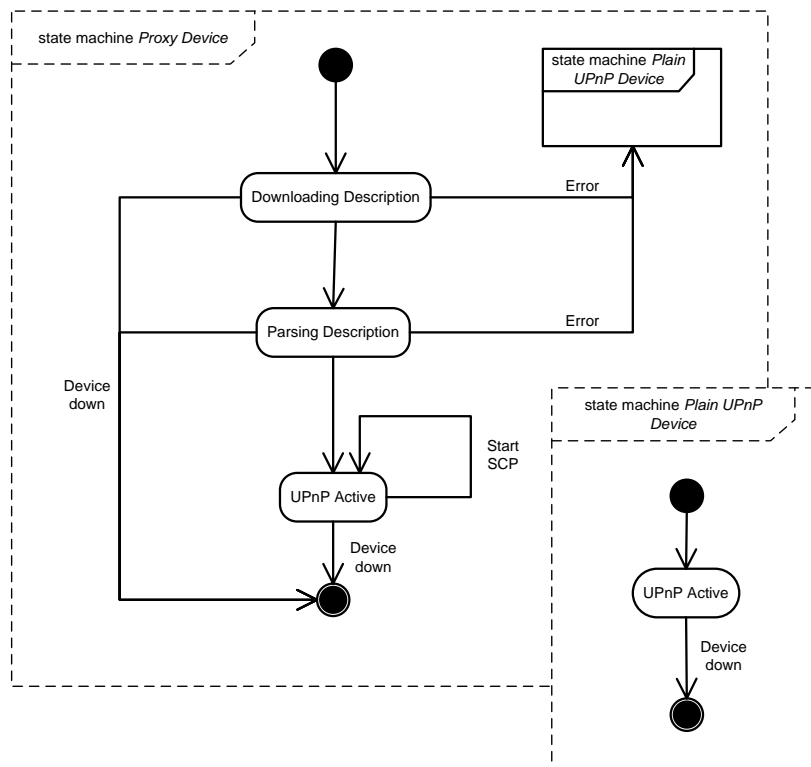 state machine Proxy Device
state machine Plain
UPnP Device
Downloading Description
Error
Parsing Description
Error
Device
down
state machine Plain UPnP
Device
Start
SCP
UPnP Active
Device
down
UPnP Active
Device
down